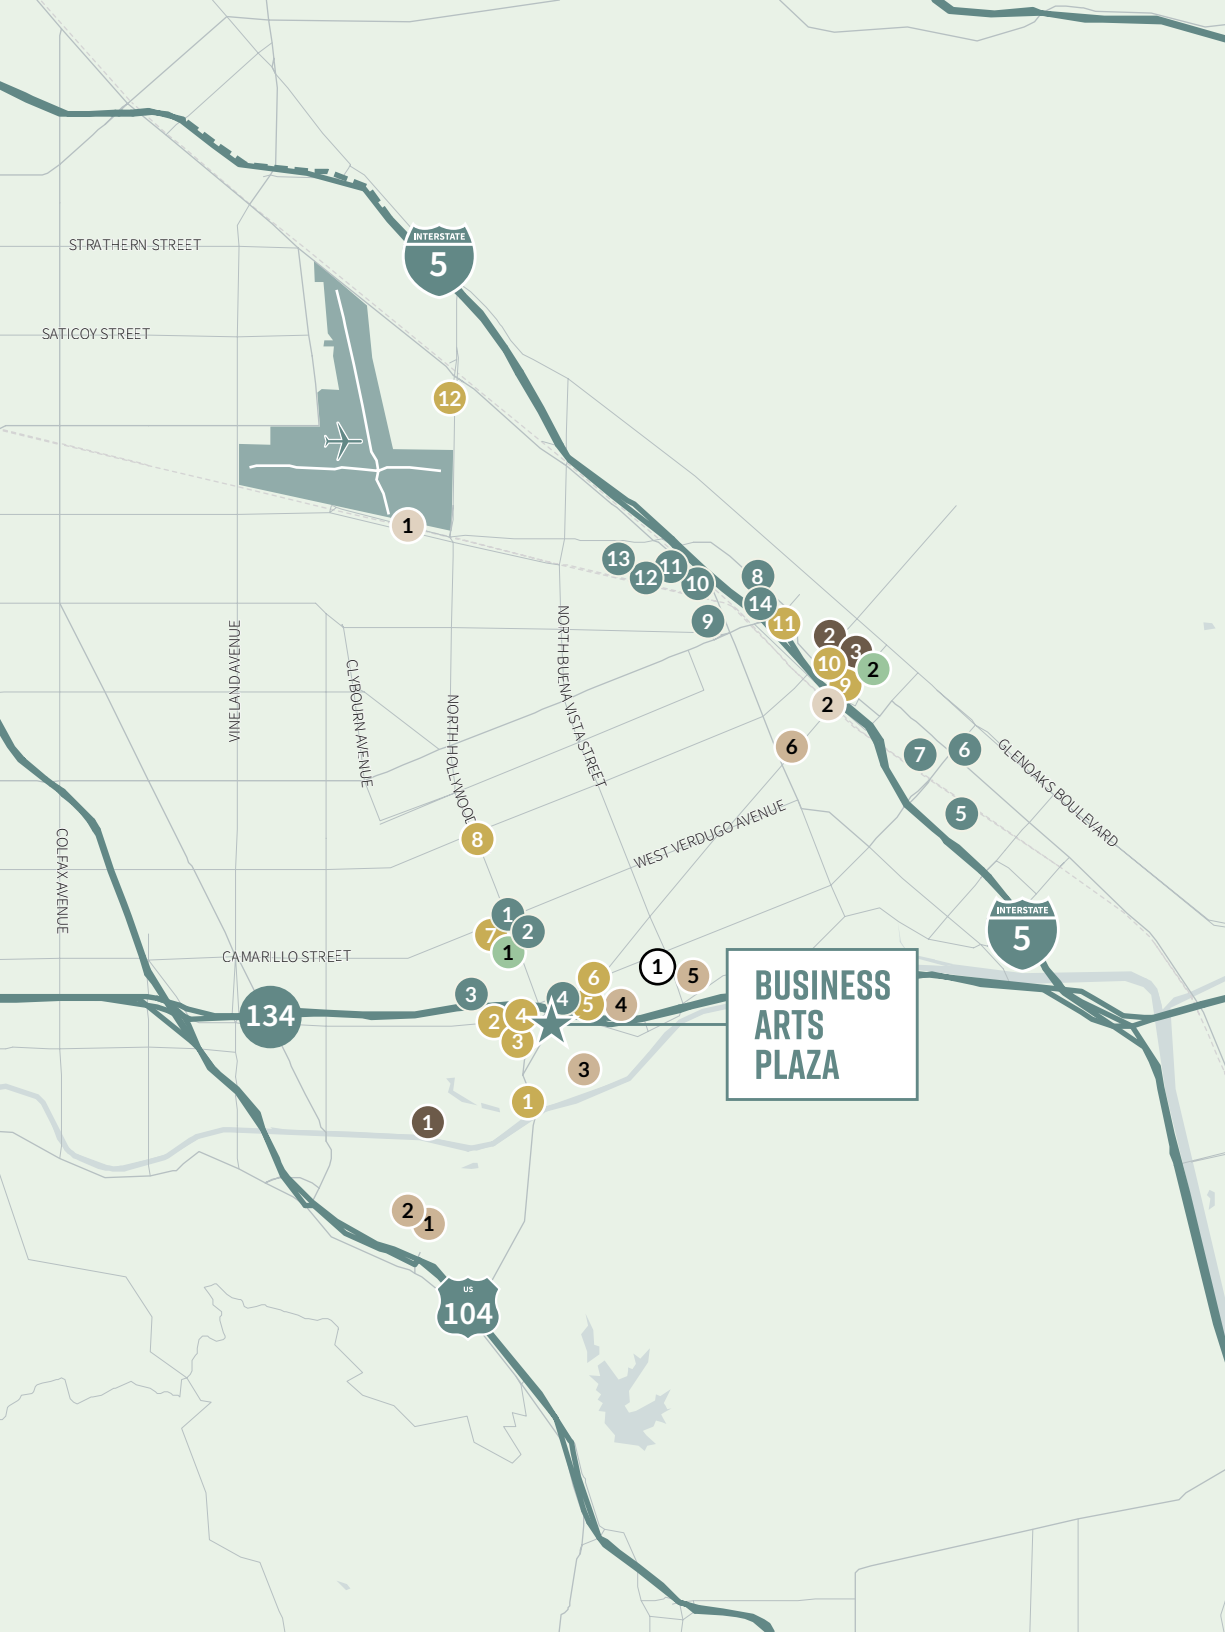 STRATHERN STREET
INTERSTATE
5
SATICOY STREET
12
1
13
11
8
12
10
14
9
11
2
3
10
2
9
2
NORTH BUENA VISTA STREET
VINELAND AVENUE
CLYBOURN AVENUE
NORTH HOLLYWOOD
6
7
6
GLENOAKS BOULEVARD
5
WEST VERDUGO AVENUE
COLFAX AVENUE
8
1
7
2
1
INTERSTATE
5
CAMARILLO STREET
1
5
6
3
4
5
4
134
2
4
3
BUSINESS
ARTS
PLAZA
3
1
1
2
1
US
104